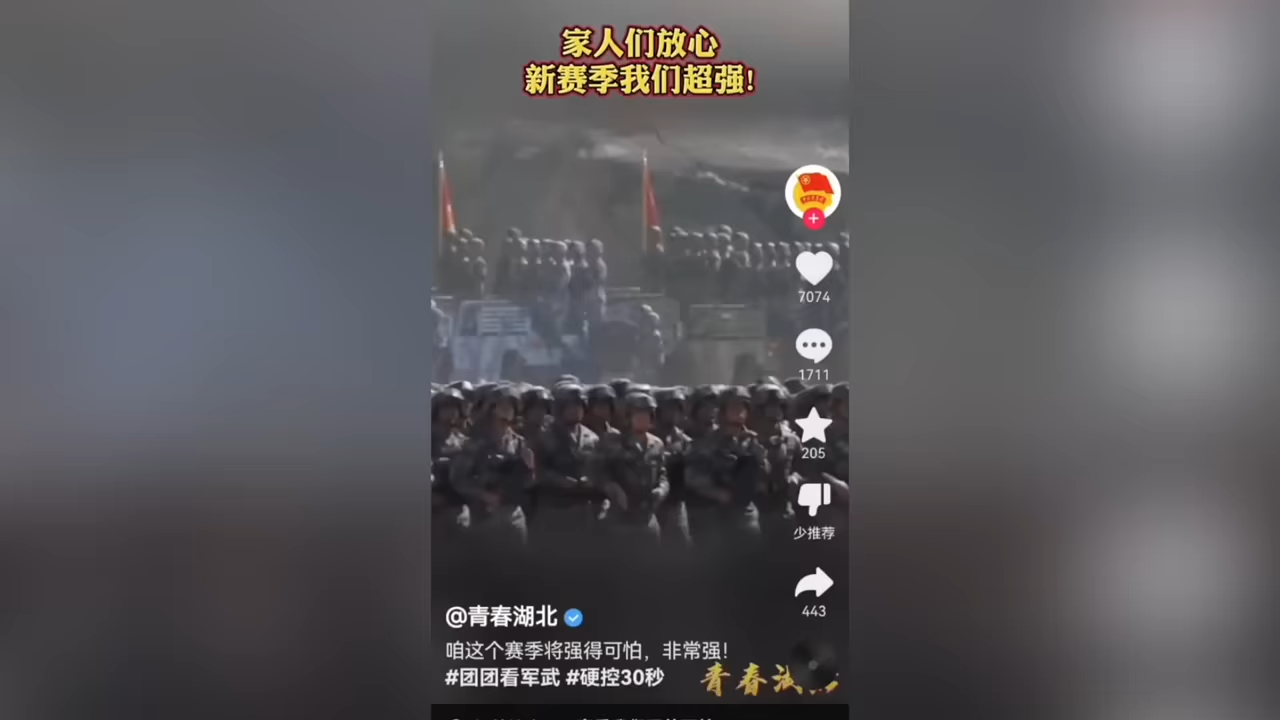 家人们放心
新赛季我们超强!
7074
1711
205
少推荐
443
@青春湖北
咱这个赛季将强得可怕，非常强！
#团团看军武 #硬控30秒
青春